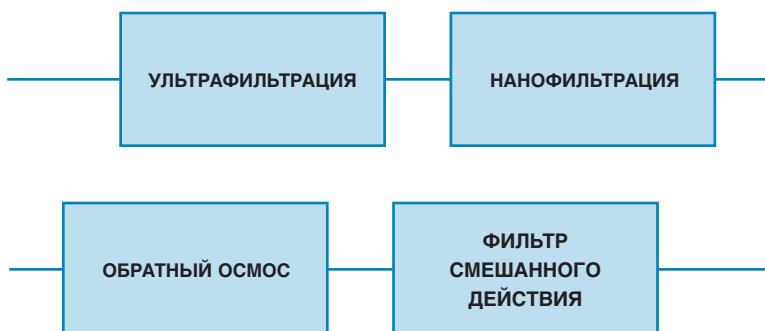 УЛЬТРАФИЛЬТРАЦИЯ
НАНОФИЛЬТРАЦИЯ
ОБРАТНЫЙ ОСМОС
ФИЛЬТР
СМЕШАННОГО
ДЕЙСТВИЯ